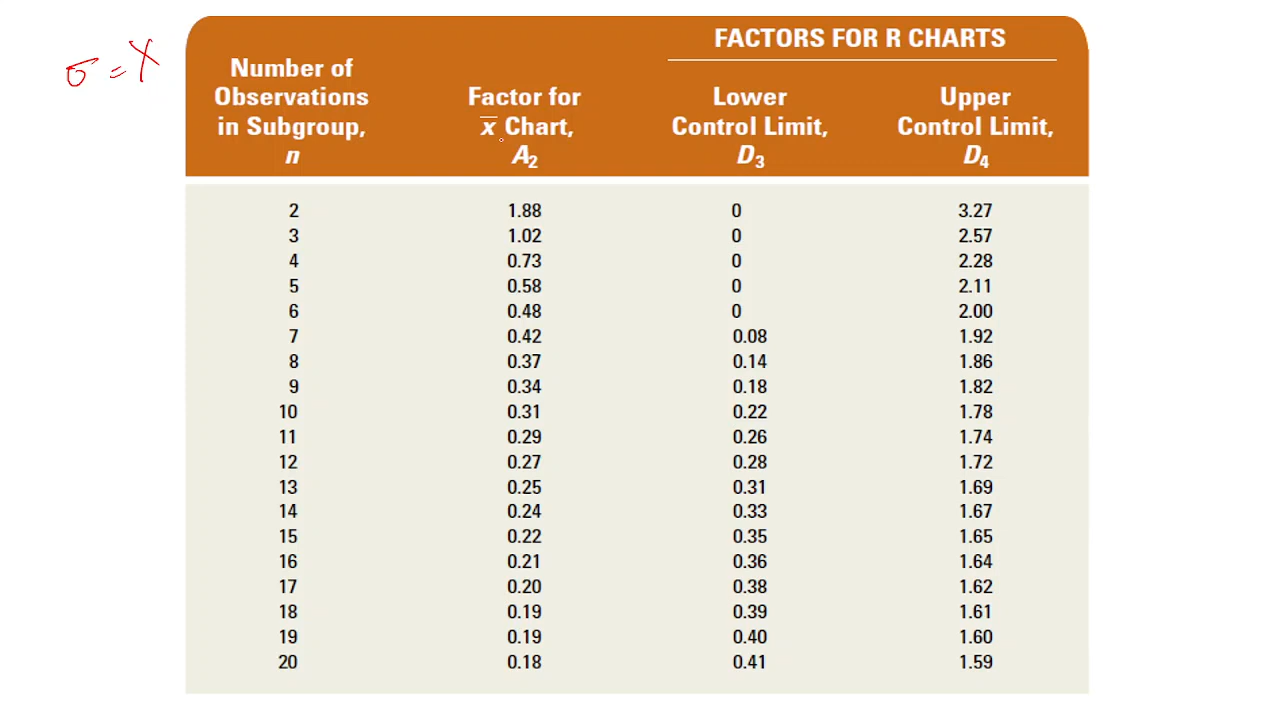 σ = X
FACTORS FOR R CHARTS
Number of
Observations
in Subgroup,
n
Factor for
x̅ Chart,
A₂
Lower
Control Limit,
D₃
Upper
Control Limit,
D₄
2 1.88 0 3.27
3 1.02 0 2.57
4 0.73 0 2.28
5 0.58 0 2.11
6 0.48 0 2.00
7 0.42 0.08 1.92
8 0.37 0.14 1.86
9 0.34 0.18 1.82
10 0.31 0.22 1.78
11 0.29 0.26 1.74
12 0.27 0.28 1.72
13 0.25 0.31 1.69
14 0.24 0.33 1.67
15 0.22 0.35 1.65
16 0.21 0.36 1.64
17 0.20 0.38 1.62
18 0.19 0.39 1.61
19 0.19 0.40 1.60
20 0.18 0.41 1.59